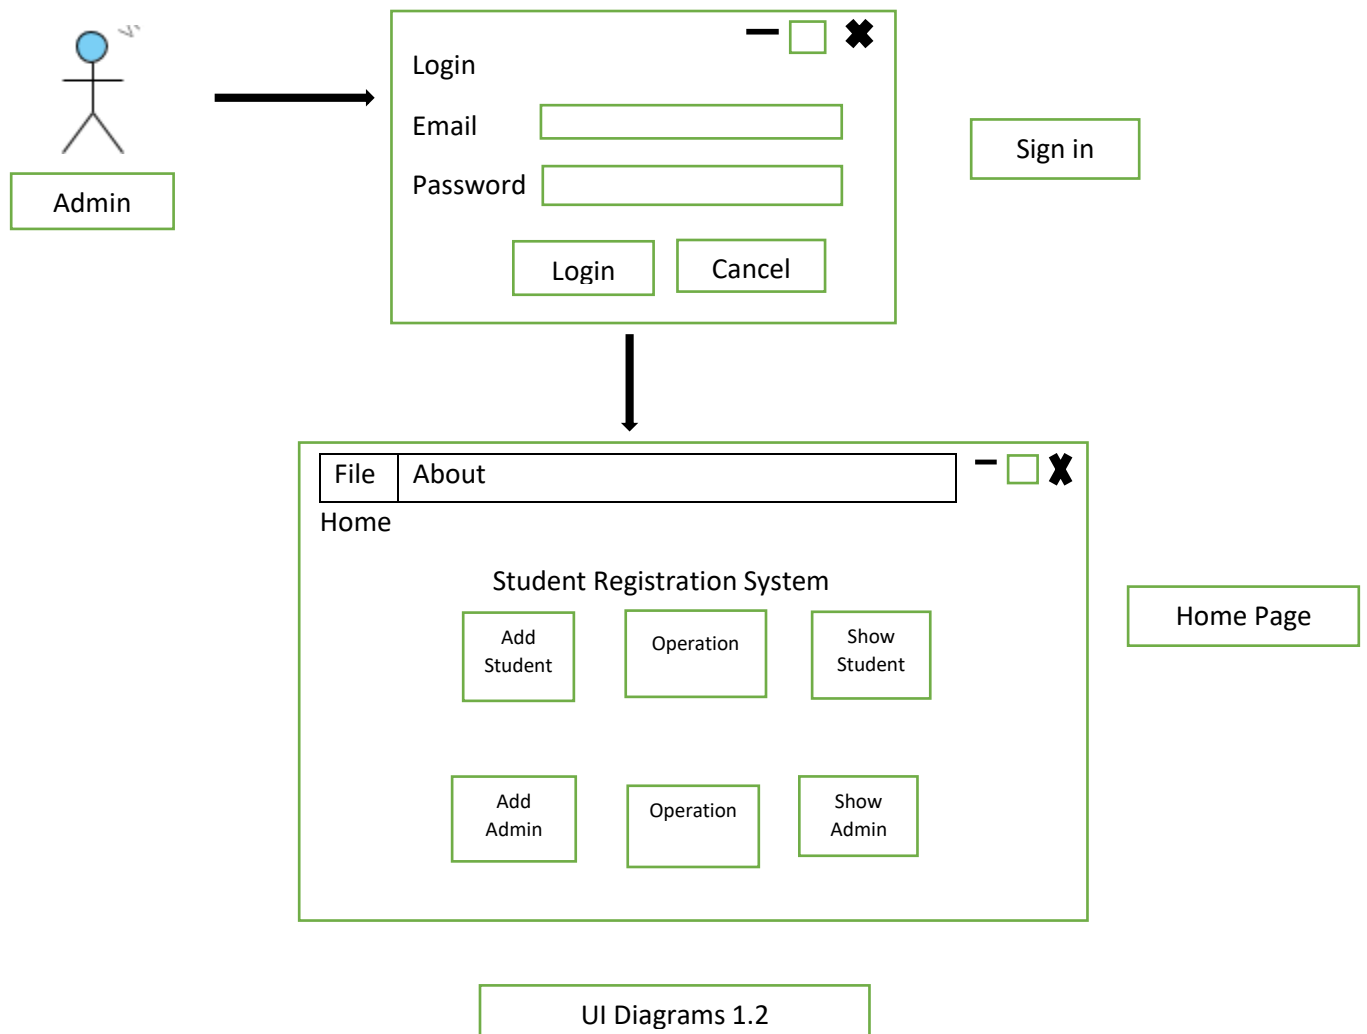 Login
Email
Password
Login
Cancel
Admin
Sign in
File
About
Home
Student Registration System
Add
Student
Operation
Show
Student
Add
Admin
Operation
Show
Admin
Home Page
UI Diagrams 1.2